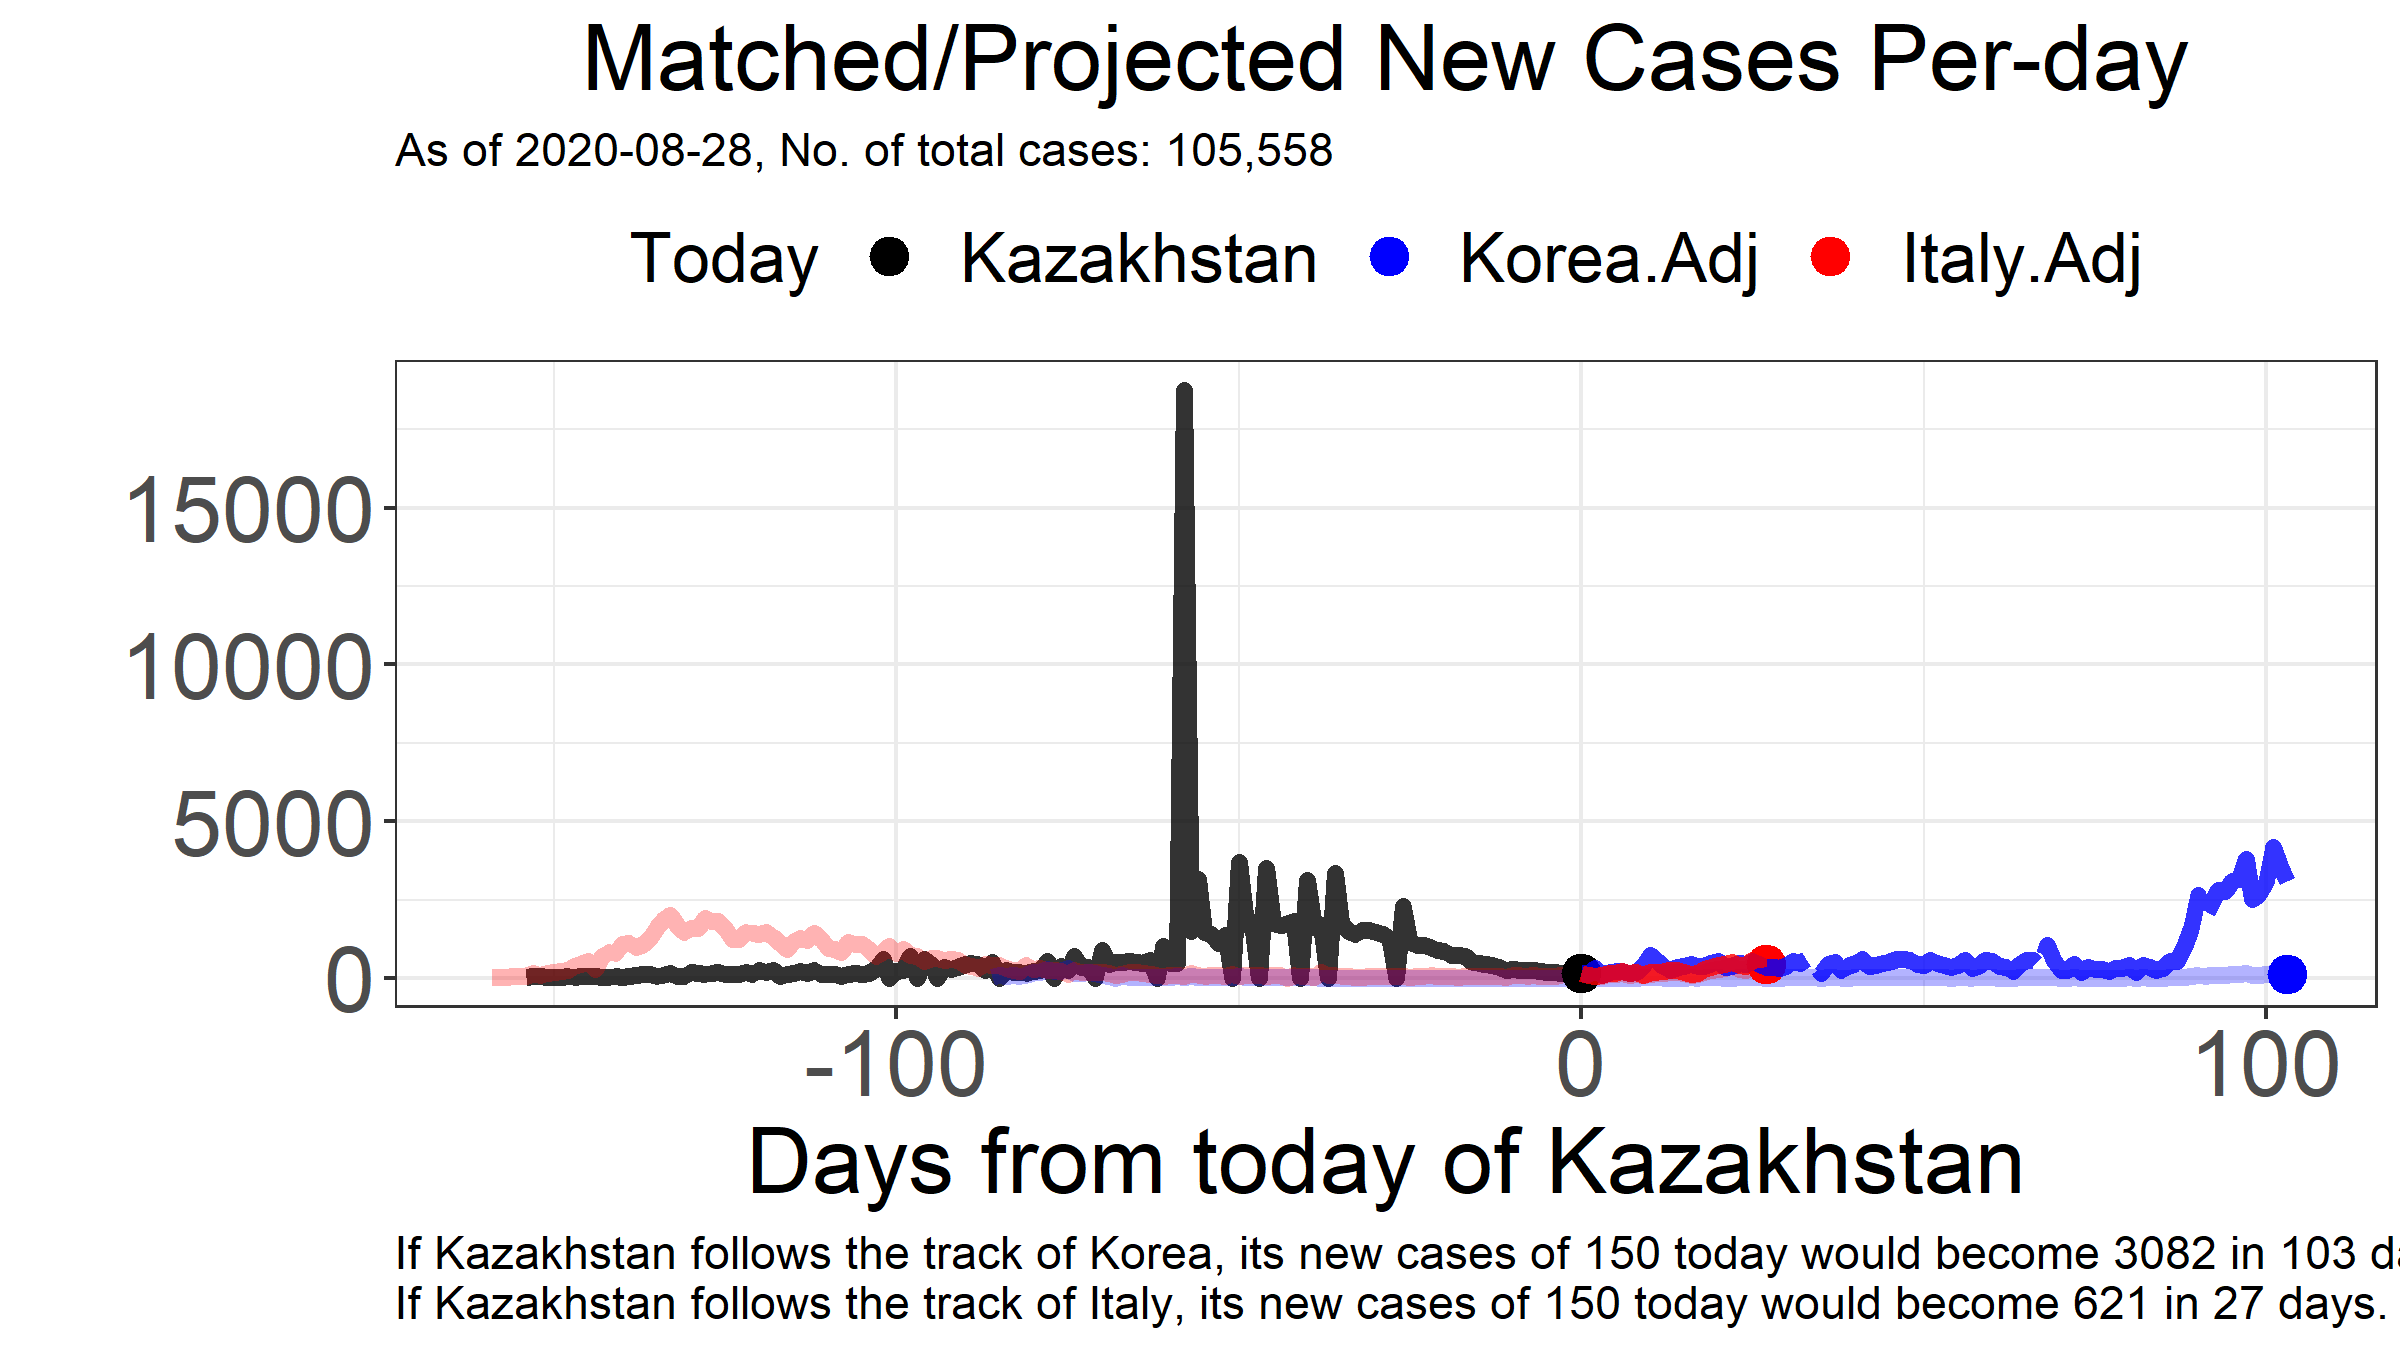 Matched/Projected New Cases Per-day
As of 2020-08-28, No. of total cases: 105,558
Today Kazakhstan Korea.Adj Italy.Adj
15000
10000
5000
0
-100 0 100
Days from today of Kazakhstan
If Kazakhstan follows the track of Korea, its new cases of 150 today would become 3082 in 103
If Kazakhstan follows the track of Italy, its new cases of 150 today would become 621 in 27 days.